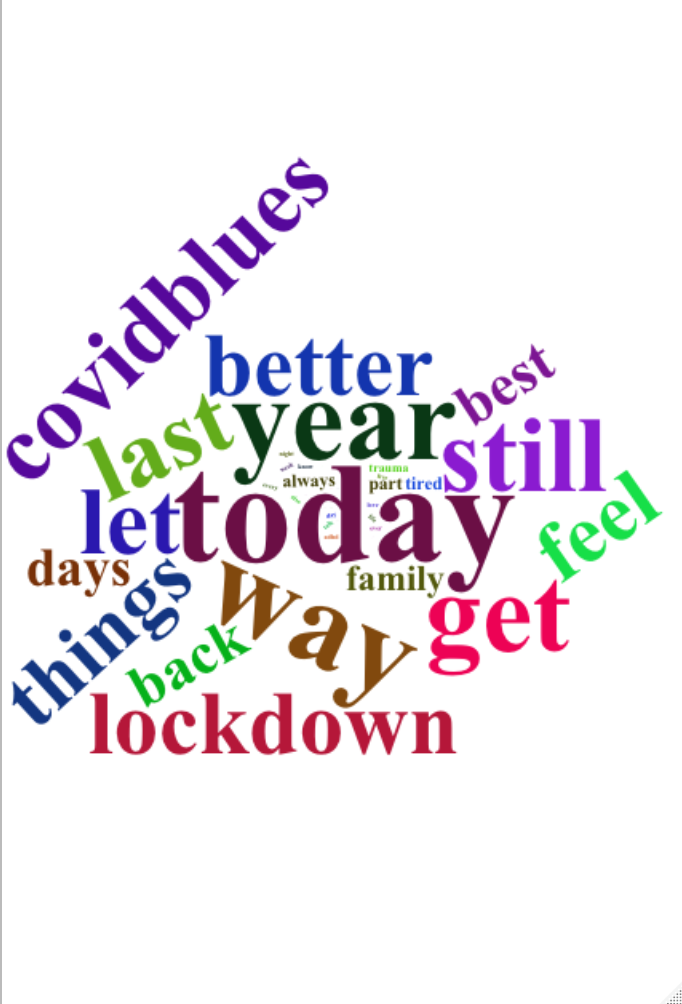 covidblues
better
best
year
last
still
trauma
always
part
tired
today
let
feel
days
family
things
way
get
back
lockdown